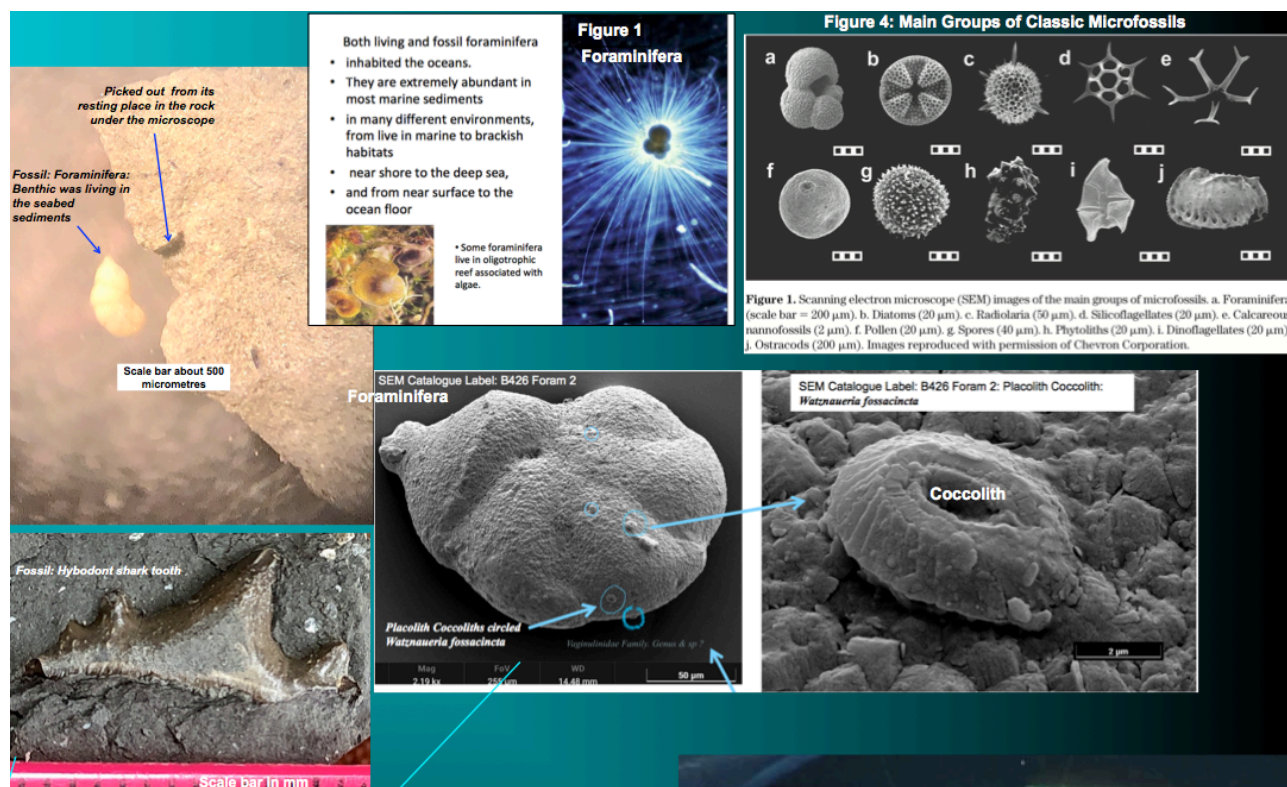 Picked out from its
resting place in the rock
under the microscope
Fossil: Foraminifera:
Benthic was living in
the seabed
sediments
Scale bar about 500
micrometres
Both living and fossil foraminifera
• inhabited the oceans.
• They are extremely abundant in
most marine sediments
• in many different environments,
from live in marine to brackish
habitats
• near shore to the deep sea,
• and from near surface to the
ocean floor
• Some foraminifera
live in oligotrophic
reef associated with
algae.
Figure 1
Foraminifera
Figure 4: Main Groups of Classic Microfossils
a b c d e
f g h i j
Figure 1. Scanning electron microscope (SEM) images of the main groups of microfossils. a. Foraminifera
(scale bar = 200 μm). b. Diatoms (20 μm). c. Radiolaria (50 μm). d. Silicoflagellates (20 μm). e. Calcareous
nannofossils (2 μm). f. Pollen (20 μm). g. Spores (40 μm). h. Phytoliths (20 μm). i. Dinoflagellates (20 μm).
j. Ostracods (200 μm). Images reproduced with permission of Chevron Corporation.
SEM Catalogue Label: B426 Foram 2
Foraminifera
Placolith Coccoliths circled
Watznaueria fossacincta
Vaginulinidae Family. Genus & sp ?
Mag FoV WD
2.19 kx 255 μm 14.48 mm 50 μm
SEM Catalogue Label: B426 Foram 2: Placolith Coccolith:
Watznaueria fossacincta
Coccolith
2 μm
Fossil: Hybodont shark tooth
Scale bar in mm